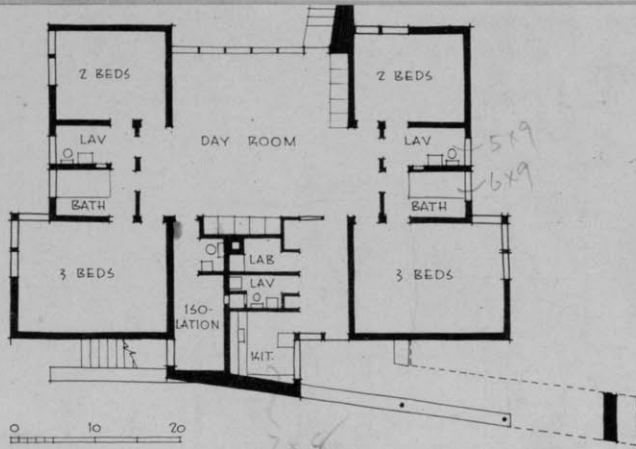 2 BEDS
2 BEDS
LAV
DAY ROOM
LAV
5x9
6x9
BATH
BATH
3 BEDS
LAB
3 BEDS
LAV
ISO-
LATION
KIT.
0 10 20